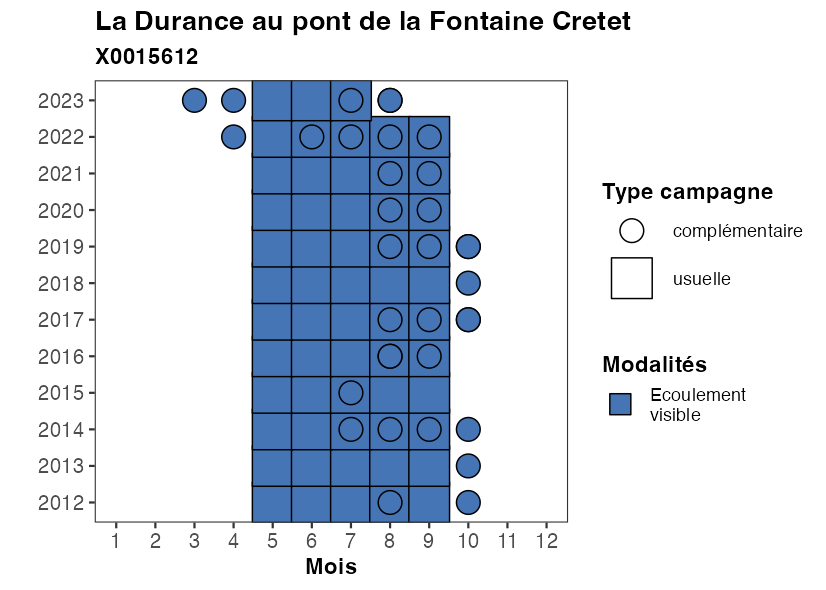 La Durance au pont de la Fontaine Cretet
X0015612
2023
2022
2021
2020
2019
2018
2017
2016
2015
2014
2013
2012
1 2 3 4 5 6 7 8 9 10 11 12
Mois
Type campagne
complémentaire
usuelle
Modalités
Ecoulement
visible